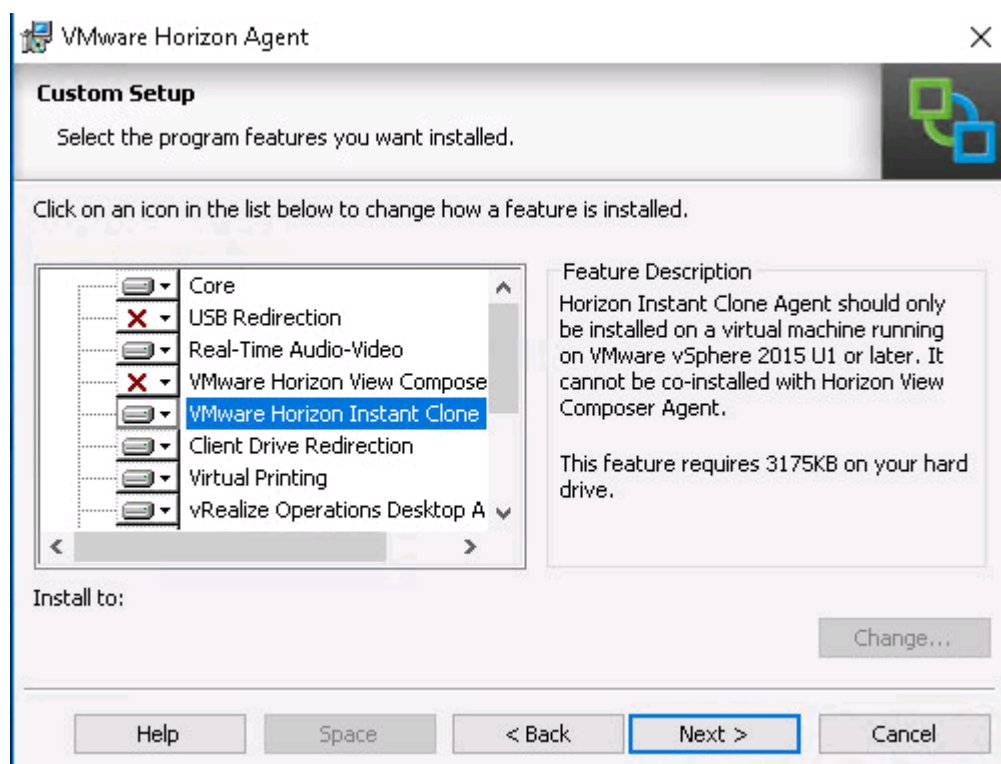 VMware Horizon Agent
Custom Setup
Select the program features you want installed.
Click on an icon in the list below to change how a feature is installed.
Core
USB Redirection
Real-Time Audio-Video
VMware Horizon View Compose
VMware Horizon Instant Clone
Client Drive Redirection
Virtual Printing
vRealize Operations Desktop A
Feature Description
Horizon Instant Clone Agent should only
be installed on a virtual machine running
on VMware vSphere 2015 U1 or later. It
cannot be co-installed with Horizon View
Composer Agent.
This feature requires 3175KB on your hard
drive.
Install to:
Change...
Help
Space
< Back
Next >
Cancel